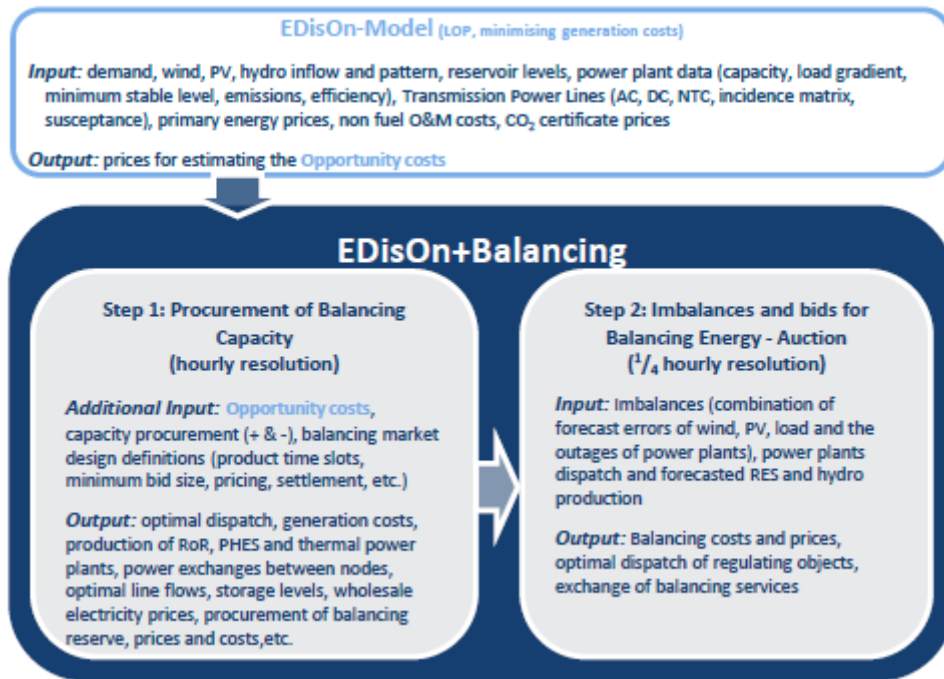 EDisOn-Model (LOP, minimising generation costs)
Input: demand, wind, PV, hydro inflow and pattern, reservoir levels, power plant data (capacity, load gradient,
minimum stable level, emissions, efficiency), Transmission Power Lines (AC, DC, NTC, incidence matrix,
susceptance), primary energy prices, non fuel O&M costs, CO₂ certificate prices
Output: prices for estimating the Opportunity costs
EDisOn+Balancing
Step 1: Procurement of Balancing
Capacity
(hourly resolution)
Additional Input: Opportunity costs,
capacity procurement (+ & -), balancing market
design definitions (product time slots,
minimum bid size, pricing, settlement, etc.)
Output: optimal dispatch, generation costs,
production of RoR, PHES and thermal power
plants, power exchanges between nodes,
optimal line flows, storage levels, wholesale
electricity prices, procurement of balancing
reserve, prices and costs,etc.
Step 2: Imbalances and bids for
Balancing Energy - Auction
(¹/₄ hourly resolution)
Input: Imbalances (combination of
forecast errors of wind, PV, load and the
outages of power plants), power plants
dispatch and forecasted RES and hydro
production
Output: Balancing costs and prices,
optimal dispatch of regulating objects,
exchange of balancing services